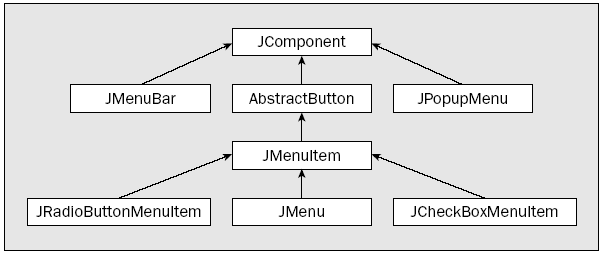 JComponent
JMenuBar
AbstractButton
JPopupMenu
JMenuItem
JRadioButtonMenuItem
JMenu
JCheckBoxMenuItem